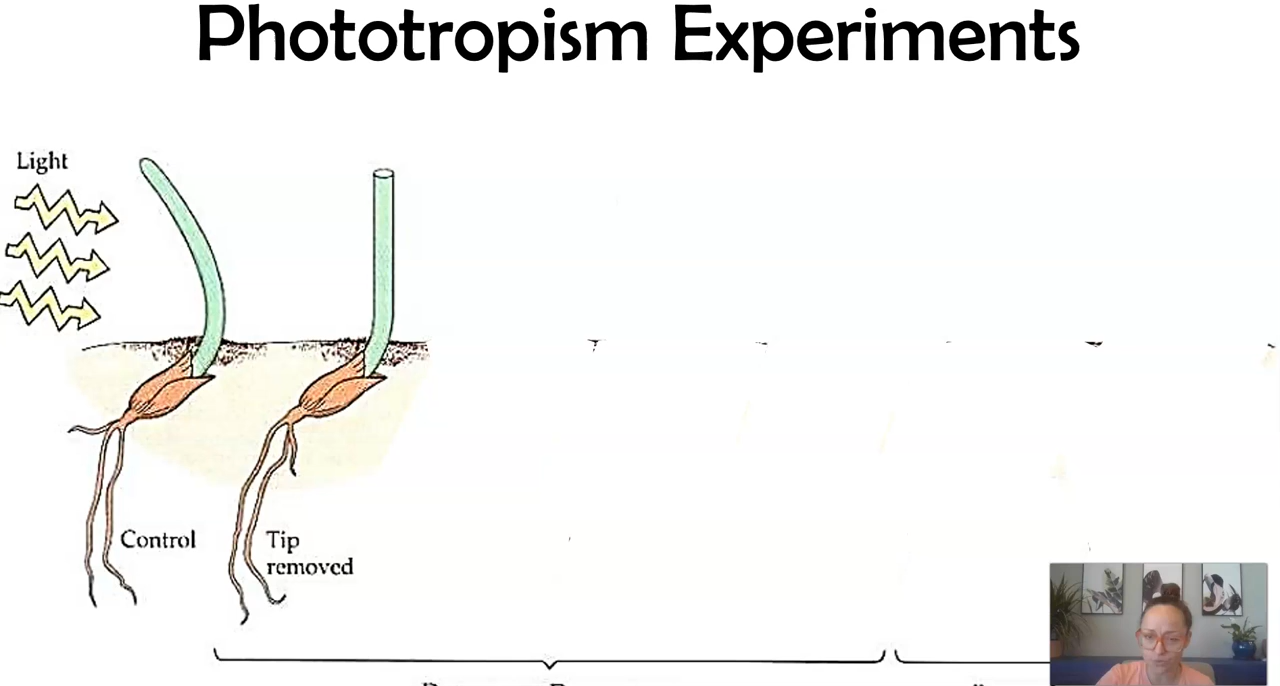 Phototropism Experiments
Light
Control
Tip
removed